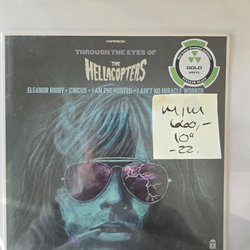 THROUGH THE EYES OF
THE
HELLACOPTERS
ELEANOR RIGBY • CIRCUS • I AM THE HUNTED • I AIN'T NO MIRACLE WORKER
GOLD
VINYL
M/M
600,-
10"
-22.